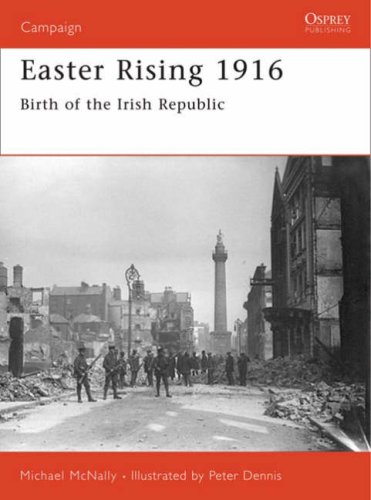 Campaign
OSPREY
PUBLISHING
Easter Rising 1916
Birth of the Irish Republic
Michael McNally • Illustrated by Peter Dennis